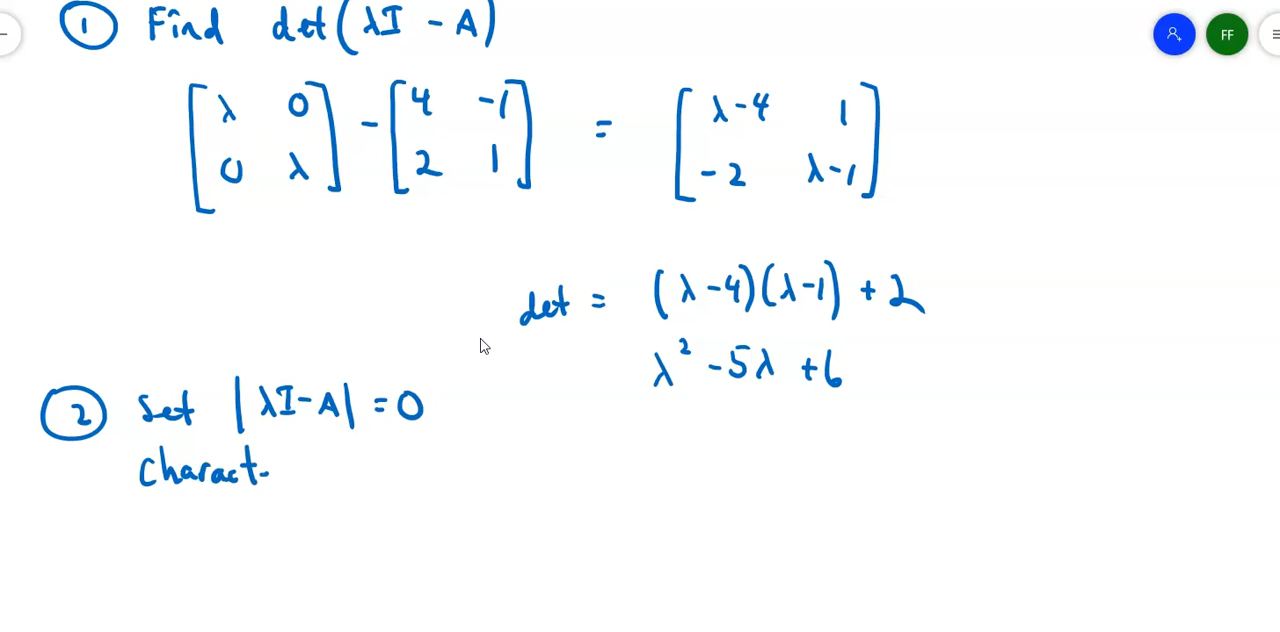 ① Find det(λI - A)
[λ 0; 0 λ] - [4 -1; 2 1] = [λ-4 1; -2 λ-1]
det = (λ-4)(λ-1) + 2
λ² -5λ +6
② Set |λI-A| = 0
Charact-
FF